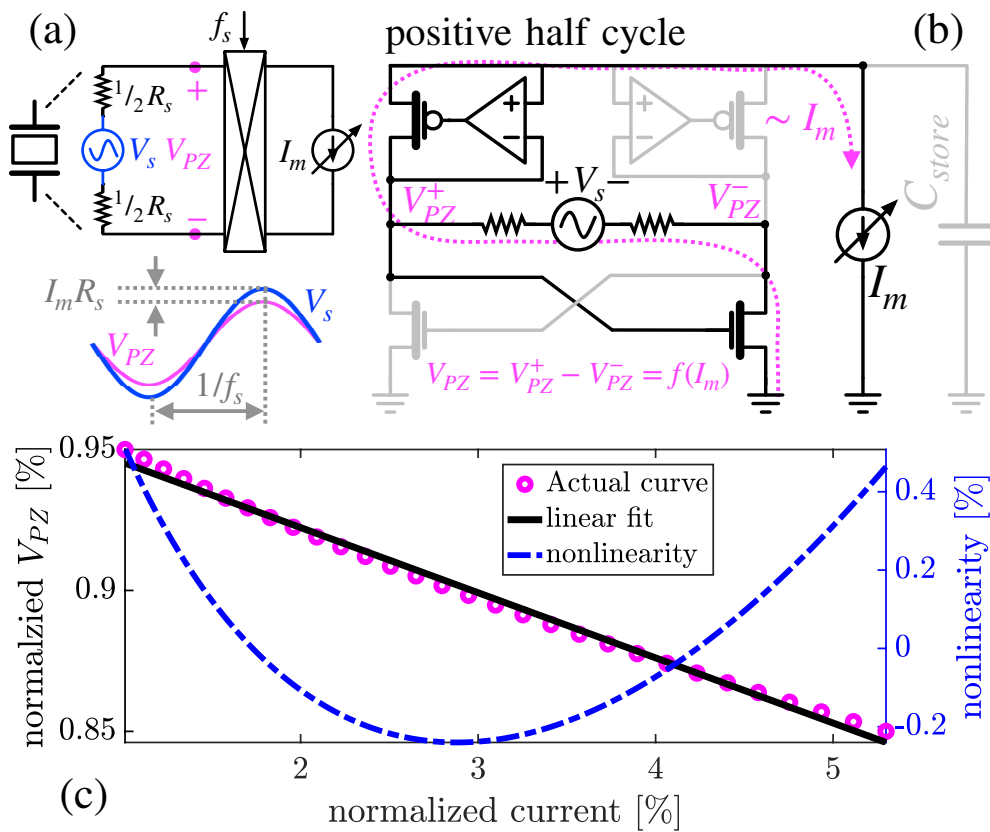 (a)
f_s
positive half cycle
(b)
1/2 R_s
+
V_s
V_PZ
1/2 R_s
−
I_m
+
−
+
−
~ I_m
C_store
V_PZ^+
+ V_s −
V_PZ^−
I_m
I_m R_s
V_s
V_PZ
1/f_s
V_PZ = V_PZ^+ − V_PZ^− = f(I_m)
0.95
0.9
0.85
normalzied V_PZ [%]
Actual curve
linear fit
nonlinearity
0.4
0.2
0
-0.2
nonlinearity [%]
2
3
4
5
(c)
normalized current [%]